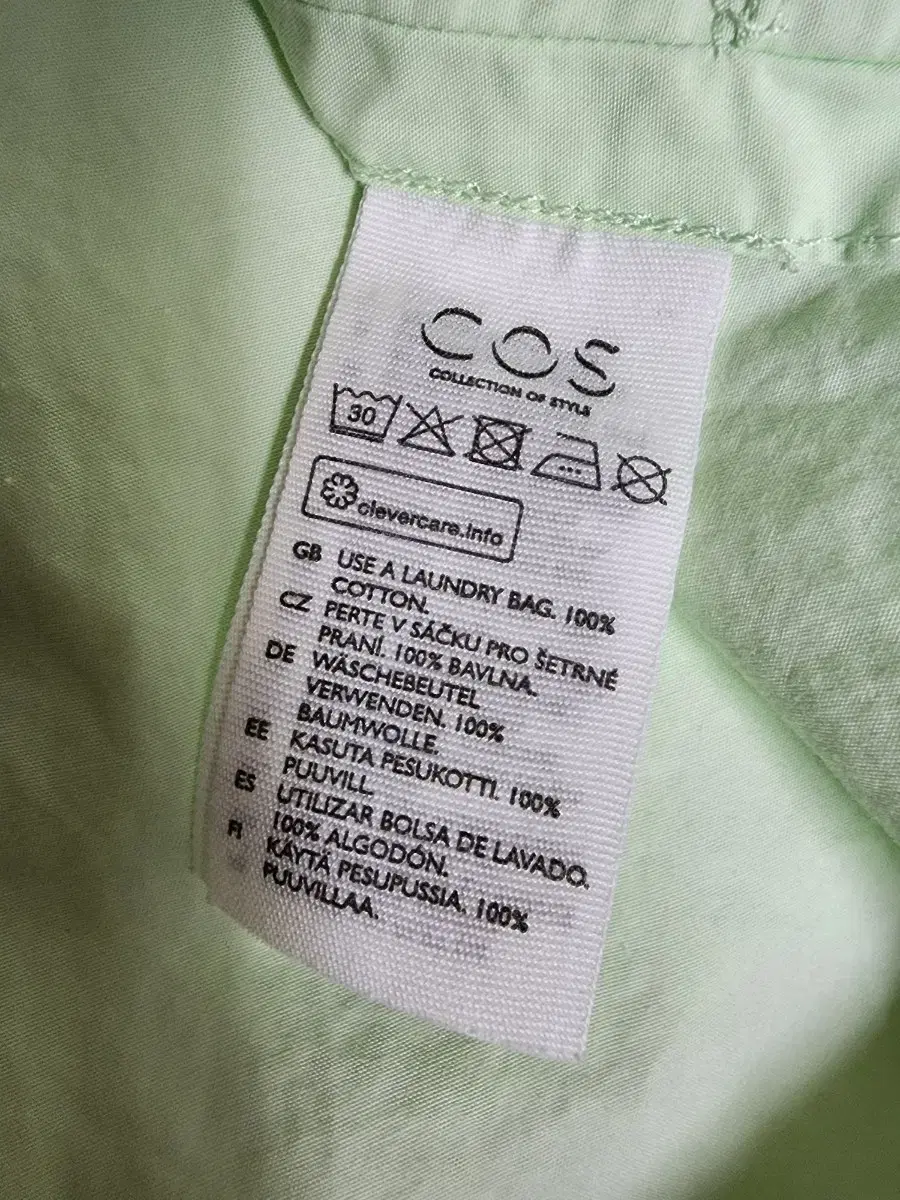 COS
COLLECTION OF STYLE
30
clevercare.info
GB USE A LAUNDRY BAG. 100%
COTTON.
CZ PERTE V SÁČKU PRO ŠETRNÉ
PRANÍ. 100% BAVLNA.
DE WÄSCHEBEUTEL
VERWENDEN. 100%
BAUMWOLLE.
EE KASUTA PESUKOTTI. 100%
PUUVILL.
ES UTILIZAR BOLSA DE LAVADO.
100% ALGODÓN.
FI KÄYTÄ PESUPUSSIA. 100%
PUUVILLAA.